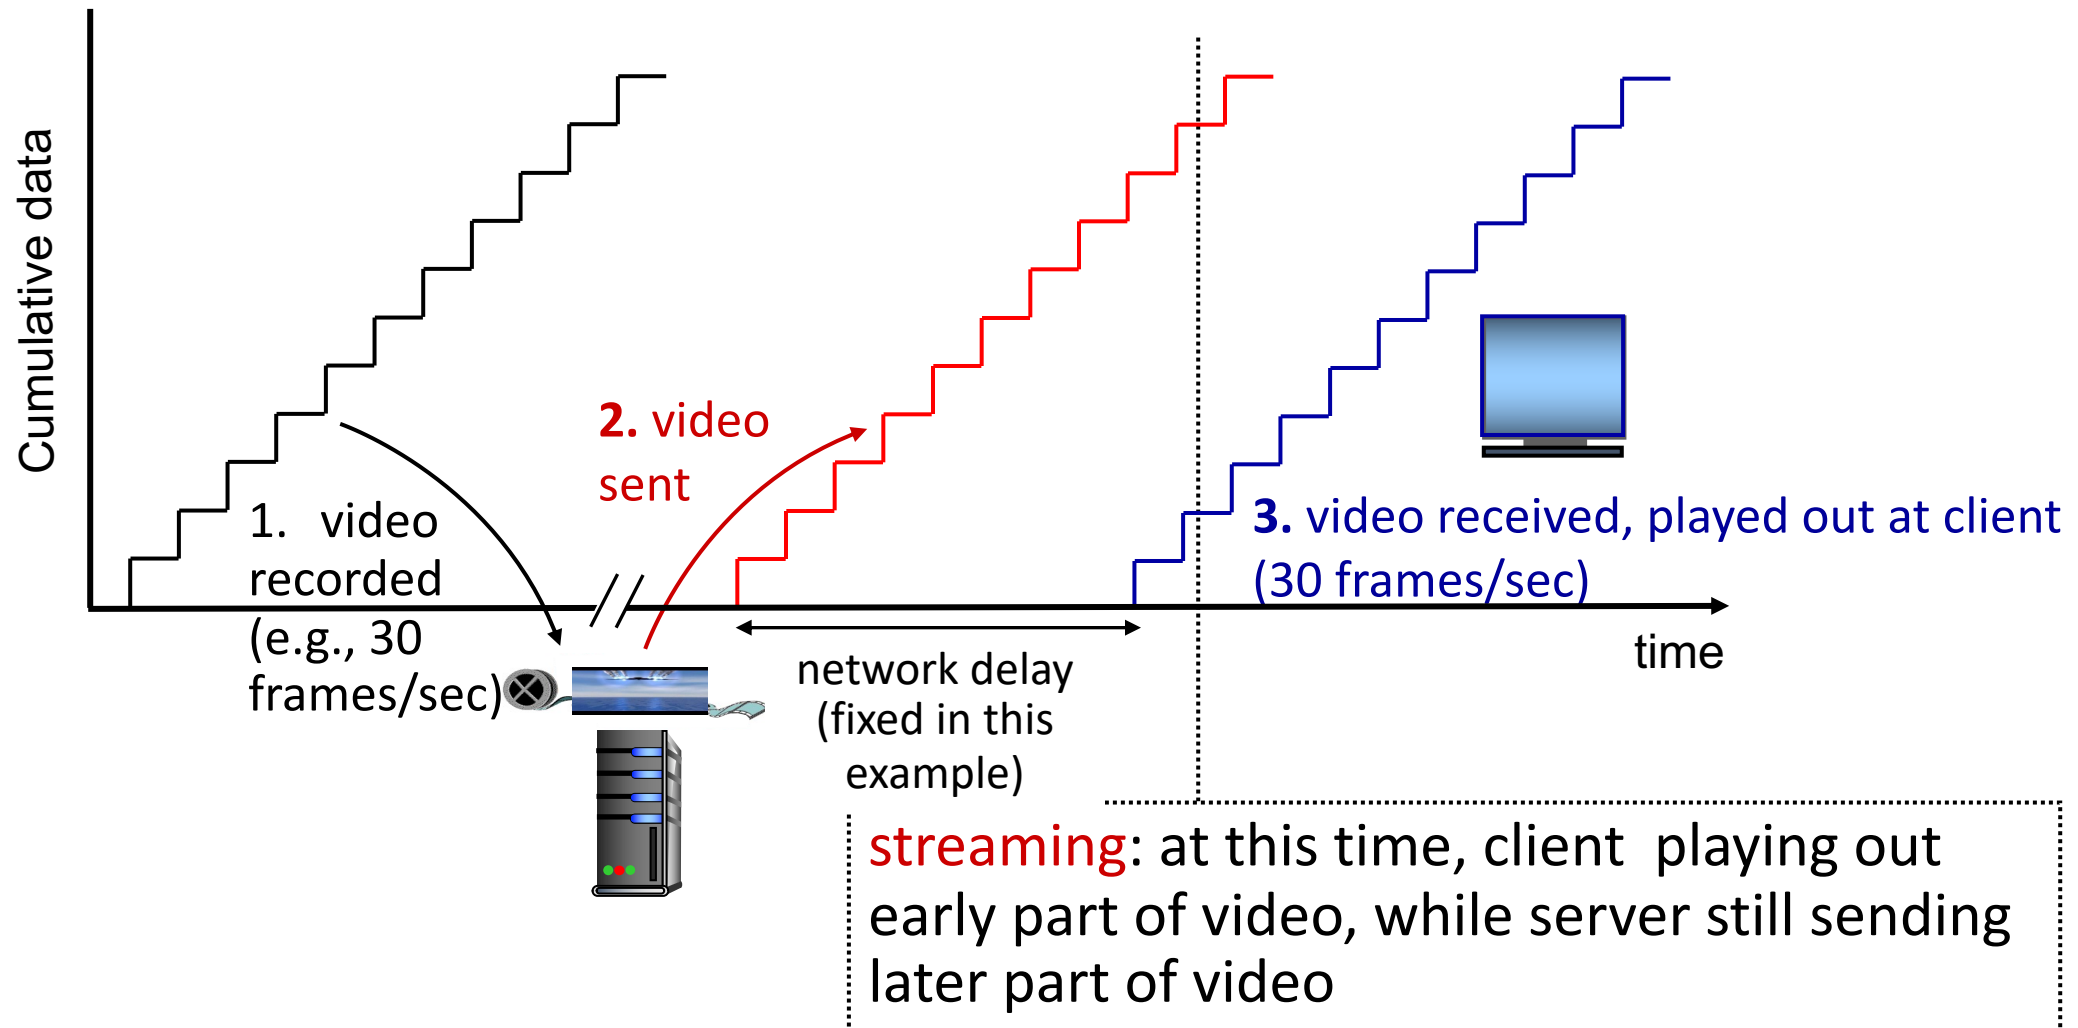 Cumulative data
1. video
recorded
(e.g., 30
frames/sec)
2. video
sent
3. video received, played out at client
(30 frames/sec)
time
network delay
(fixed in this
example)
streaming: at this time, client playing out
early part of video, while server still sending
later part of video